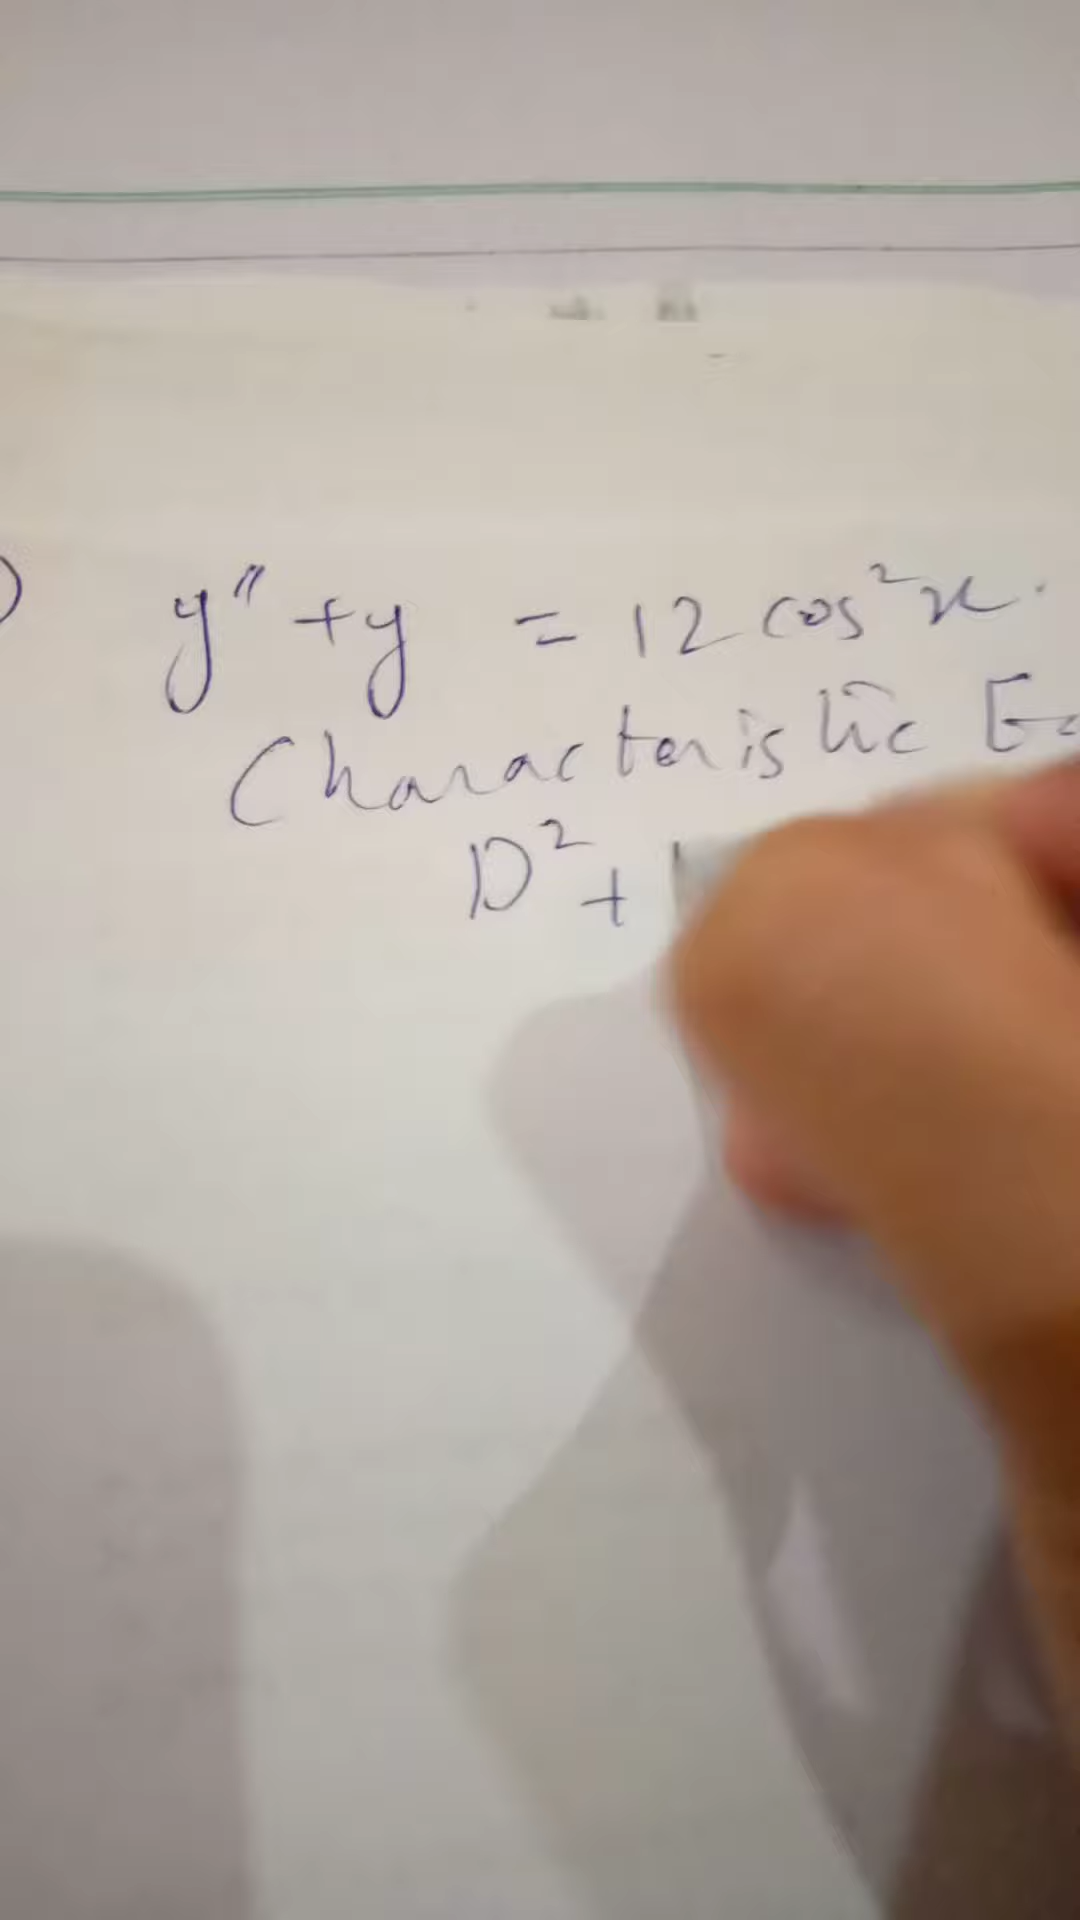 ) y" + y = 12 cos²x.
Characteristic E
D² +